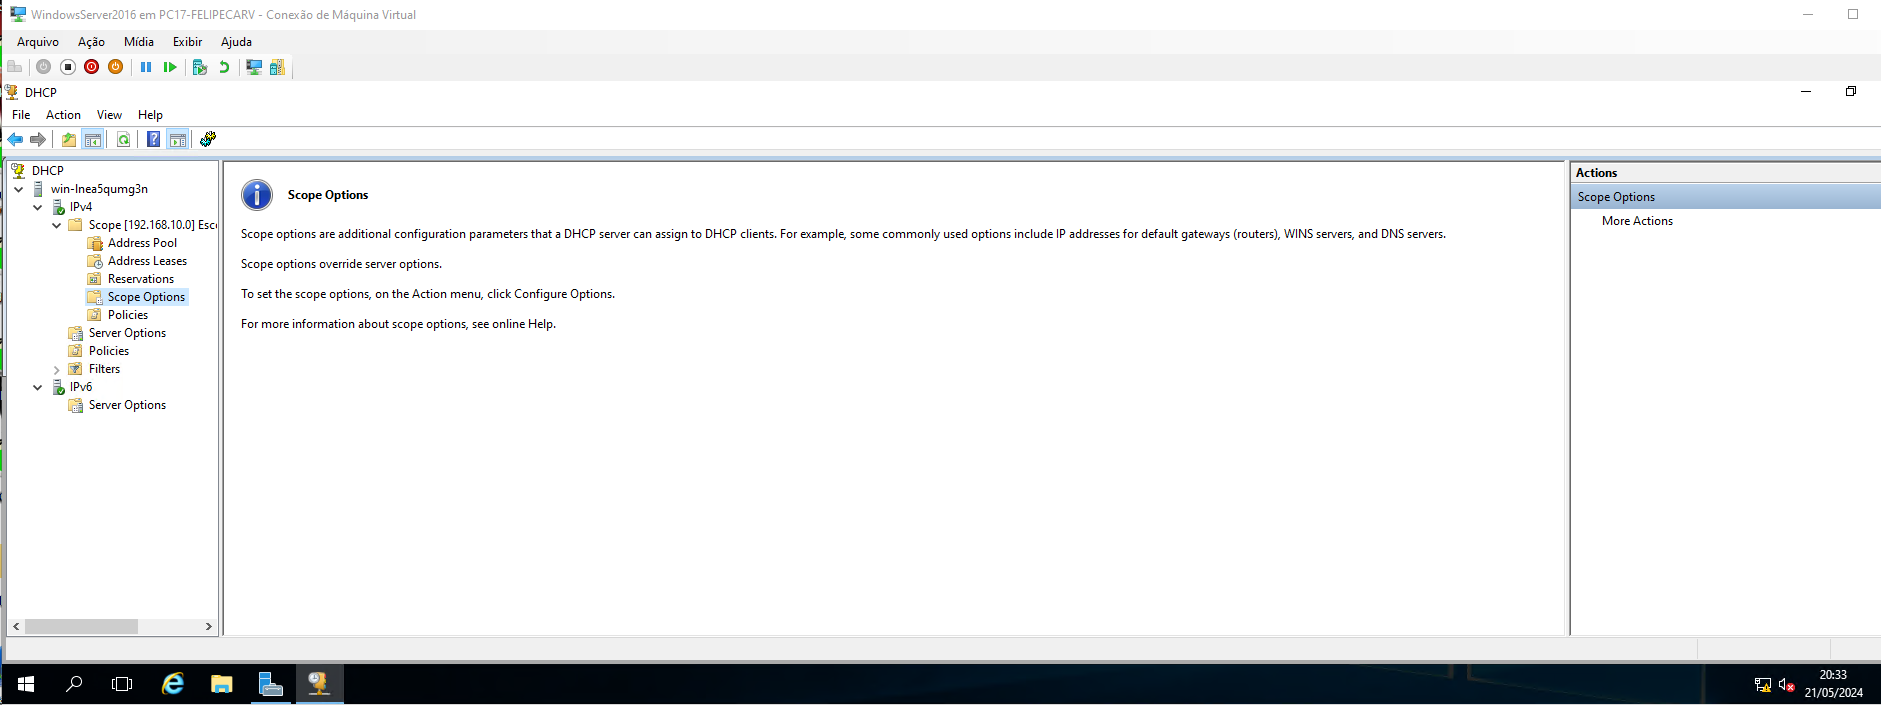 WindowsServer2016 em PC17-FELIPECARV - Conexão de Máquina Virtual
Arquivo Ação Mídia Exibir Ajuda
DHCP
File Action View Help
DHCP
win-lnea5qumg3n
IPv4
Scope [192.168.10.0] Esc
Address Pool
Address Leases
Reservations
Scope Options
Policies
Server Options
Policies
Filters
IPv6
Server Options
Scope Options
Scope options are additional configuration parameters that a DHCP server can assign to DHCP clients. For example, some commonly used options include IP addresses for default gateways (routers), WINS servers, and DNS servers.
Scope options override server options.
To set the scope options, on the Action menu, click Configure Options.
For more information about scope options, see online Help.
Actions
Scope Options
More Actions
20:33
21/05/2024